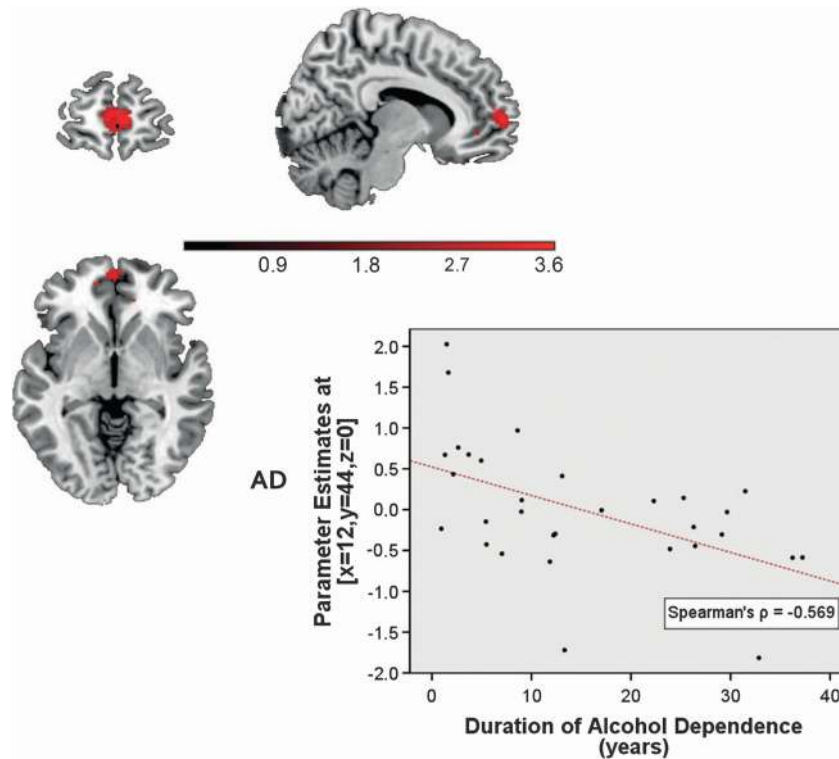 0.9 1.8 2.7 3.6
AD
Parameter Estimates at
[x=12,y=44,z=0]
2.0
1.5
1.0
0.5
0.0
-0.5
-1.0
-1.5
-2.0
Spearman's ρ = -0.569
0 10 20 30 40
Duration of Alcohol Dependence
(years)